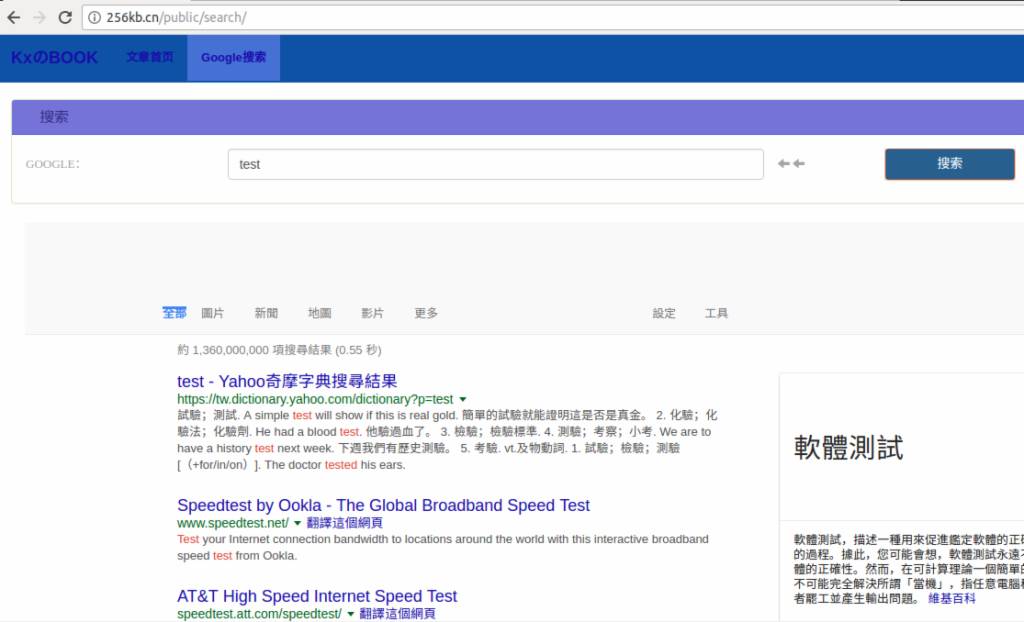 256kb.cn/public/search/
KxのBOOK 文章首页 Google搜索
搜索
GOOGLE: test 搜索
全部 圖片 新聞 地圖 影片 更多 設定 工具
約 1,360,000,000 項搜尋結果 (0.55 秒)
test - Yahoo奇摩字典搜尋結果
https://tw.dictionary.yahoo.com/dictionary?p=test
試驗；測試. A simple test will show if this is real gold. 簡單的試驗就能證明這是否是真金。 2. 化驗；化
驗法；化驗劑. He had a blood test. 他驗過血了。 3. 檢驗；檢驗標準. 4. 測驗；考察；小考. We are to
have a history test next week. 下週我們有歷史測驗。 5. 考驗. vt.及物動詞. 1. 試驗；檢驗；測驗
[（+for/in/on）]. The doctor tested his ears.
Speedtest by Ookla - The Global Broadband Speed Test
www.speedtest.net/ 翻譯這個網頁
Test your Internet connection bandwidth to locations around the world with this interactive broadband
speed test from Ookla.
AT&T High Speed Internet Speed Test
speedtest.att.com/speedtest/ 翻譯這個網頁
軟體測試
軟體測試，描述一種用來促進鑑定軟體的正確
的過程。據此，您可能會想，軟體測試永遠不
體的正確性。然而，在可計算理論一個簡單的
不可能完全解決所謂「當機」，指任意電腦程
者罷工並產生輸出問題。 維基百科